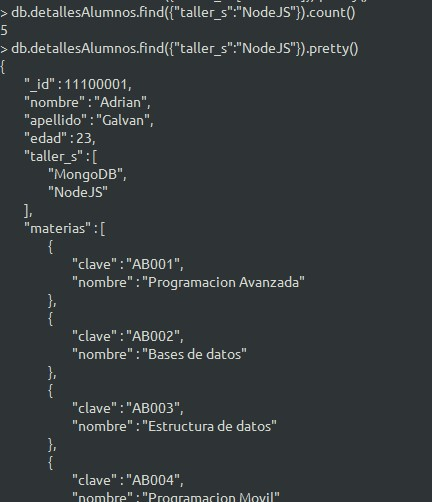 > db.detallesAlumnos.find({"taller_s":"NodeJS"}).count()
5
> db.detallesAlumnos.find({"taller_s":"NodeJS"}).pretty()
{
"_id" : 11100001,
"nombre" : "Adrian",
"apellido" : "Galvan",
"edad" : 23,
"taller_s" : [
"MongoDB",
"NodeJS"
],
"materias" : [
{
"clave" : "AB001",
"nombre" : "Programacion Avanzada"
},
{
"clave" : "AB002",
"nombre" : "Bases de datos"
},
{
"clave" : "AB003",
"nombre" : "Estructura de datos"
},
{
"clave" : "AB004",
"nombre" : "Programacion Movil"